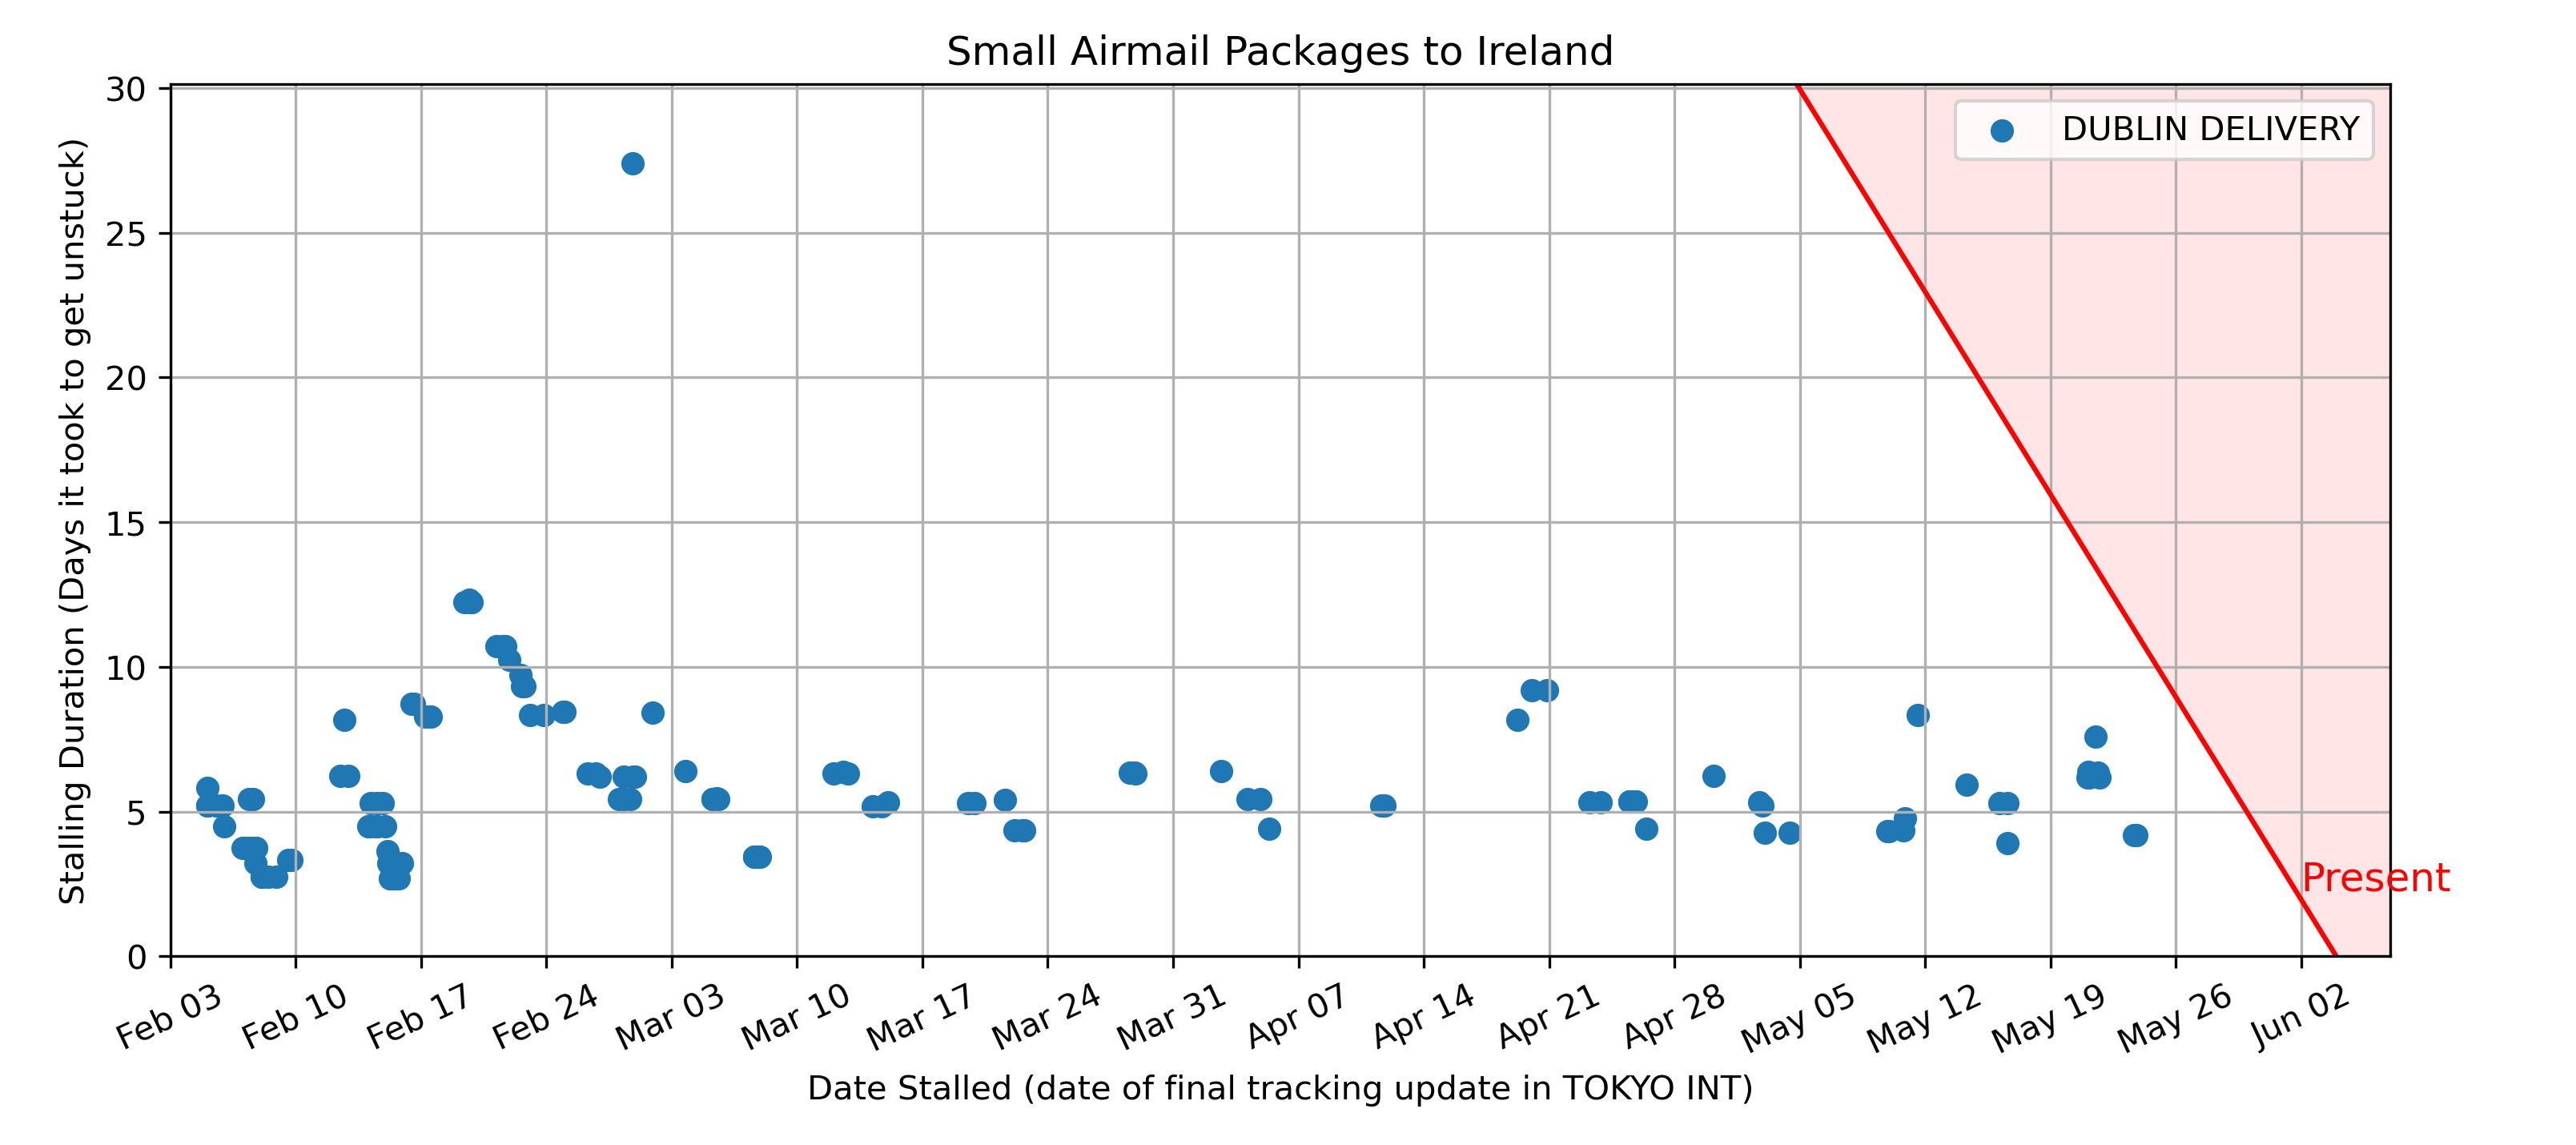 Small Airmail Packages to Ireland
Stalling Duration (Days it took to get unstuck)
30
25
20
15
10
5
0
DUBLIN DELIVERY
Present
Feb 03
Feb 10
Feb 17
Feb 24
Mar 03
Mar 10
Mar 17
Mar 24
Mar 31
Apr 07
Apr 14
Apr 21
Apr 28
May 05
May 12
May 19
May 26
Jun 02
Date Stalled (date of final tracking update in TOKYO INT)